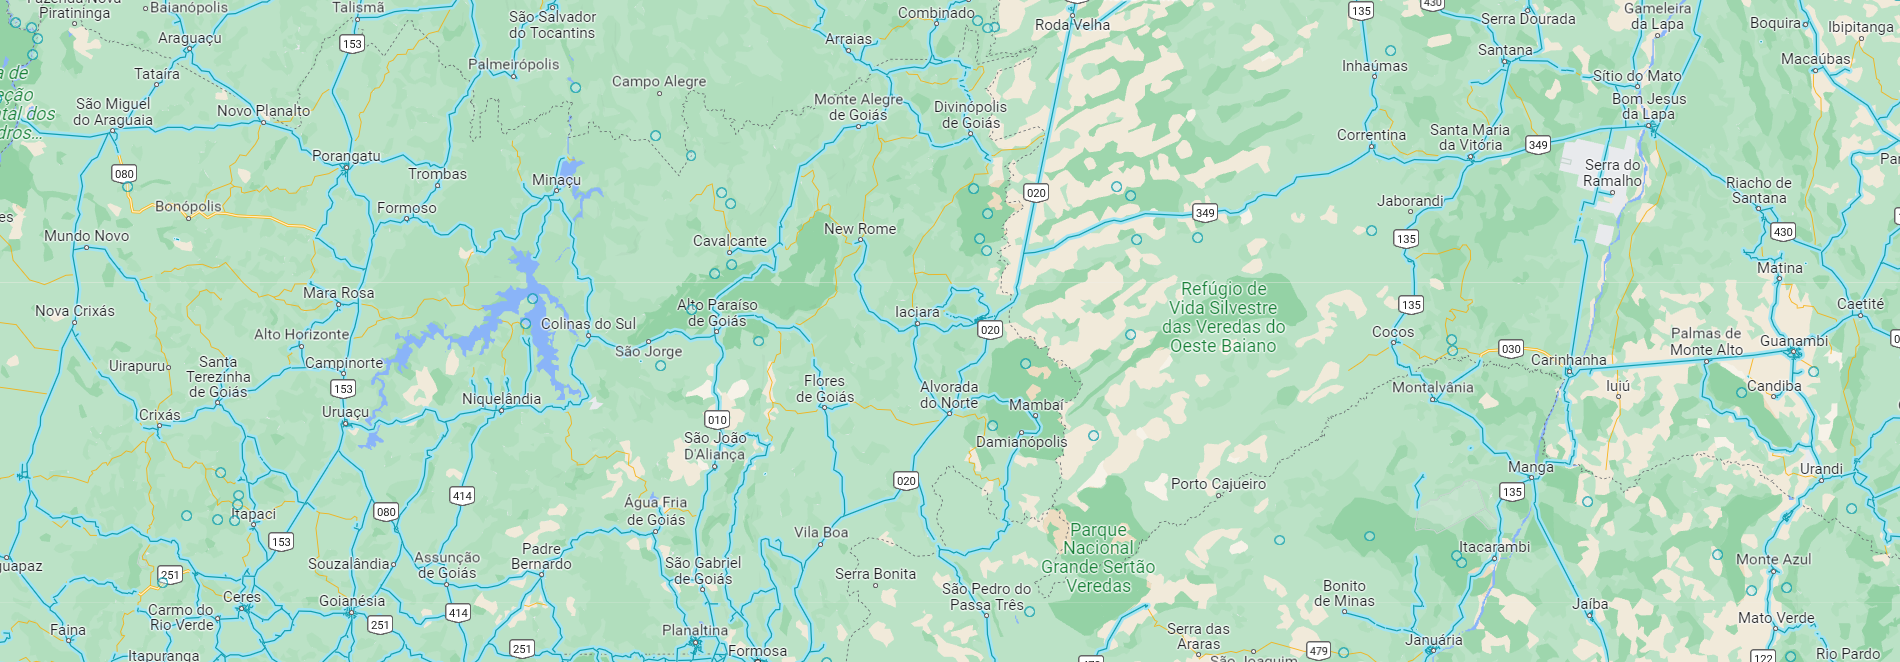 Piratininga
Baianópolis
Talismã
São Salvador
do Tocantins
Combinado
Roda Velha
135
430
Serra Dourada
Gameleira
da Lapa
Boquira
Ibipitanga
Araguaçu
153
Arraias
Santana
Macaúbas
Tataíra
Palmeirópolis
Campo Alegre
Inhaúmas
Sítio do Mato
São Miguel
do Araguaia
Novo Planalto
Monte Alegre
de Goiás
Divinópolis
de Goiás
Bom Jesus
da Lapa
Correntina
Santa Maria
da Vitória
349
Porangatu
Trombas
Minaçu
080
Serra do
Ramalho
Riacho de
Santana
020
Bonópolis
Formoso
Jaborandi
349
Mundo Novo
Cavalcante
New Rome
135
430
Matina
Mara Rosa
Nova Crixás
Alto Paraíso
de Goiás
Iaciara
Refúgio de
Vida Silvestre
das Veredas do
Oeste Baiano
135
Caetité
Alto Horizonte
Colinas do Sul
020
Cocos
Palmas de
Monte Alto
Guanambi
São Jorge
030
Carinhanha
Uirapuru
Santa
Terezinha
de Goiás
Campinorte
153
Flores
de Goiás
Alvorada
do Norte
Montalvânia
Iuiú
Candiba
Crixás
Uruaçu
Niquelândia
Mambaí
010
Damianópolis
São João
D'Aliança
Manga
Urandi
020
Porto Cajueiro
135
414
Água Fria
de Goiás
080
Itapaci
153
Vila Boa
Parque
Nacional
Grande Sertão
Veredas
Itacarambi
Souzalândia
Assunção
de Goiás
Padre
Bernardo
São Gabriel
de Goiás
Serra Bonita
Monte Azul
251
Ceres
Goianésia
414
São Pedro do
Passa Três
Bonito
de Minas
Jaíba
Carmo do
Rio Verde
251
Mato Verde
Faina
Planaltina
Serra das
Araras
Januária
Itapuranga
251
Formosa
479
122
Rio Pardo